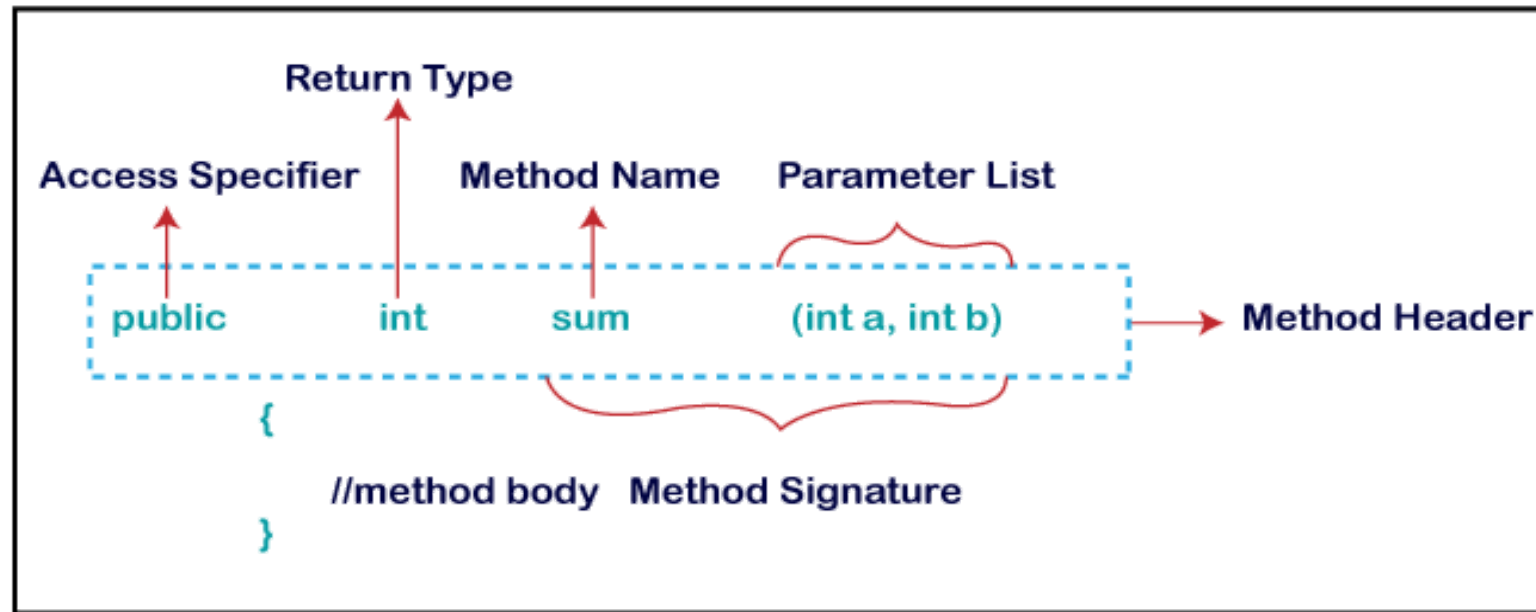 Return Type
Access Specifier Method Name Parameter List
public int sum (int a, int b) Method Header
{
//method body Method Signature
}